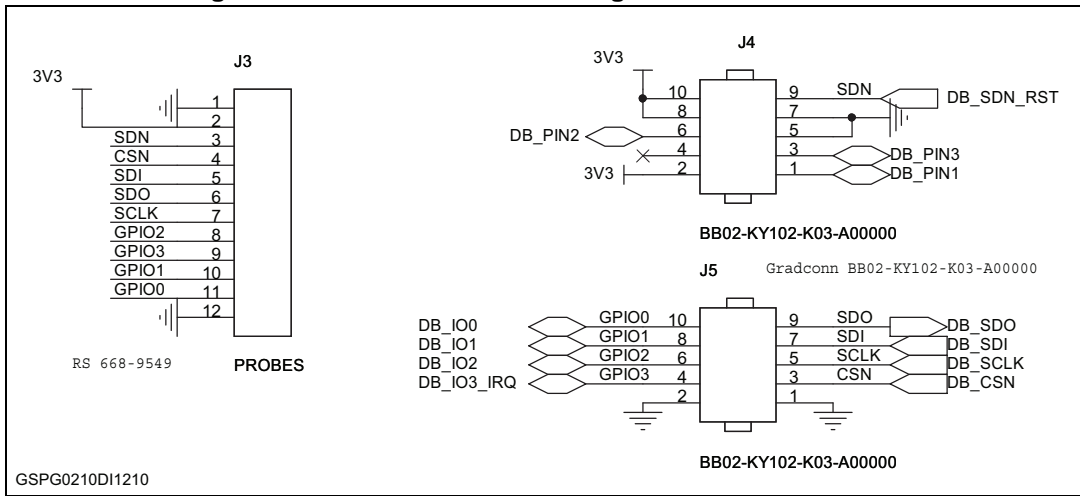 J3
3V3
1
2
SDN 3
CSN 4
SDI 5
SDO 6
SCLK 7
GPIO2 8
GPIO3 9
GPIO1 10
GPIO0 11
12
RS 668-9549
PROBES
J4
3V3
10 9 SDN DB_SDN_RST
8 7
DB_PIN2 6 5
4 3 DB_PIN3
3V3 2 1 DB_PIN1
BB02-KY102-K03-A00000
J5 Gradconn BB02-KY102-K03-A00000
DB_IO0 GPIO0 10 9 SDO DB_SDO
DB_IO1 GPIO1 8 7 SDI DB_SDI
DB_IO2 GPIO2 6 5 SCLK DB_SCLK
DB_IO3_IRQ GPIO3 4 3 CSN DB_CSN
2 1
BB02-KY102-K03-A00000
GSPG0210DI1210